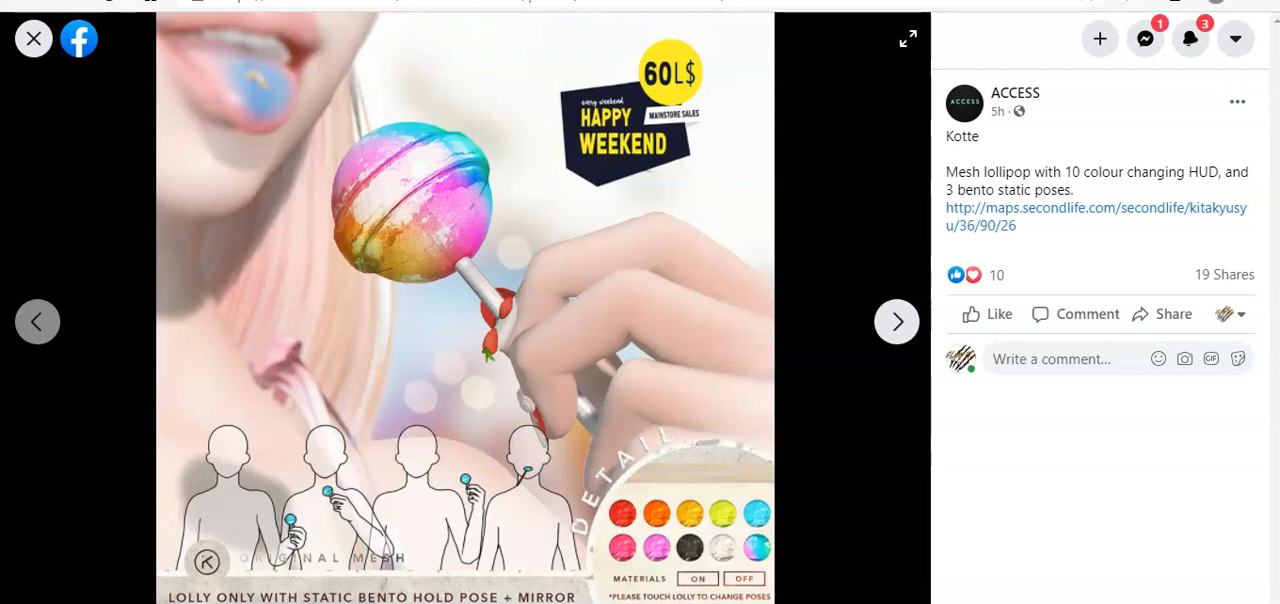 60L$
every weekend
HAPPY
MAINSTORE SALES
WEEKEND
DETAIL
ORIGINAL MESH
MATERIALS ON OFF
LOLLY ONLY WITH STATIC BENTO HOLD POSE + MIRROR
*PLEASE TOUCH LOLLY TO CHANGE POSES
1
3
ACCESS
ACCESS
5h ·
Kotte
Mesh lollipop with 10 colour changing HUD, and
3 bento static poses.
http://maps.secondlife.com/secondlife/kitakyusy
u/36/90/26
10
19 Shares
Like Comment Share
Write a comment...
GIF